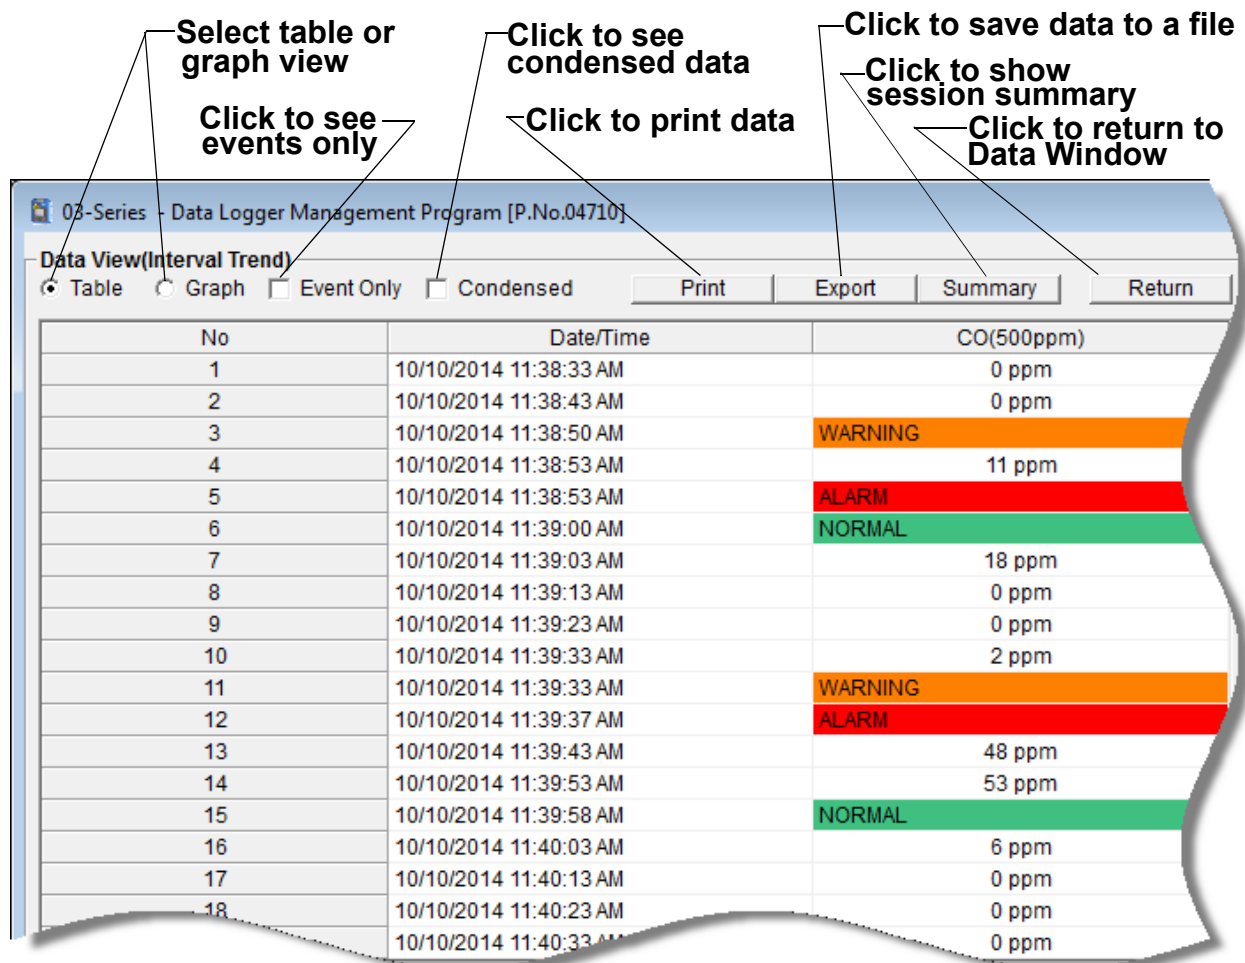 Select table or
graph view
Click to see
events only
Click to see
condensed data
Click to print data
Click to save data to a file
Click to show
session summary
Click to return to
Data Window
03-Series - Data Logger Management Program [P.No.04710]
Data View(Interval Trend)
Table Graph Event Only Condensed Print Export Summary Return
No Date/Time CO(500ppm)
1 10/10/2014 11:38:33 AM 0 ppm
2 10/10/2014 11:38:43 AM 0 ppm
3 10/10/2014 11:38:50 AM WARNING
4 10/10/2014 11:38:53 AM 11 ppm
5 10/10/2014 11:38:53 AM ALARM
6 10/10/2014 11:39:00 AM NORMAL
7 10/10/2014 11:39:03 AM 18 ppm
8 10/10/2014 11:39:13 AM 0 ppm
9 10/10/2014 11:39:23 AM 0 ppm
10 10/10/2014 11:39:33 AM 2 ppm
11 10/10/2014 11:39:33 AM WARNING
12 10/10/2014 11:39:37 AM ALARM
13 10/10/2014 11:39:43 AM 48 ppm
14 10/10/2014 11:39:53 AM 53 ppm
15 10/10/2014 11:39:58 AM NORMAL
16 10/10/2014 11:40:03 AM 6 ppm
17 10/10/2014 11:40:13 AM 0 ppm
18 10/10/2014 11:40:23 AM 0 ppm
10/10/2014 11:40:33 AM 0 ppm